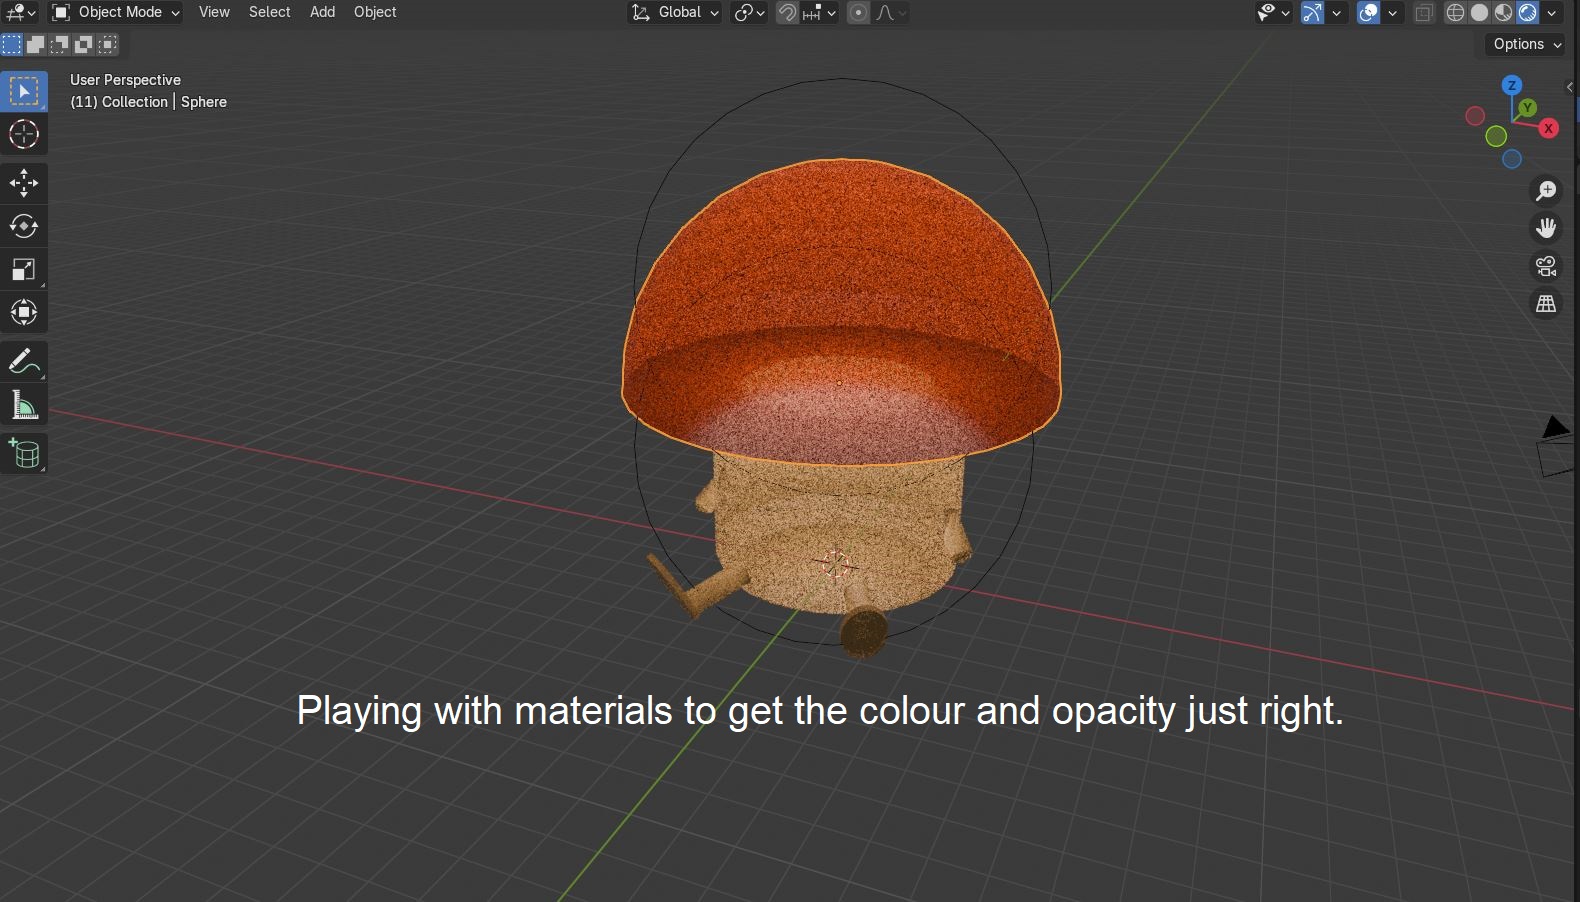 Object Mode View Select Add Object Global
Options
User Perspective
(11) Collection | Sphere
Z
Y
X
Playing with materials to get the colour and opacity just right.